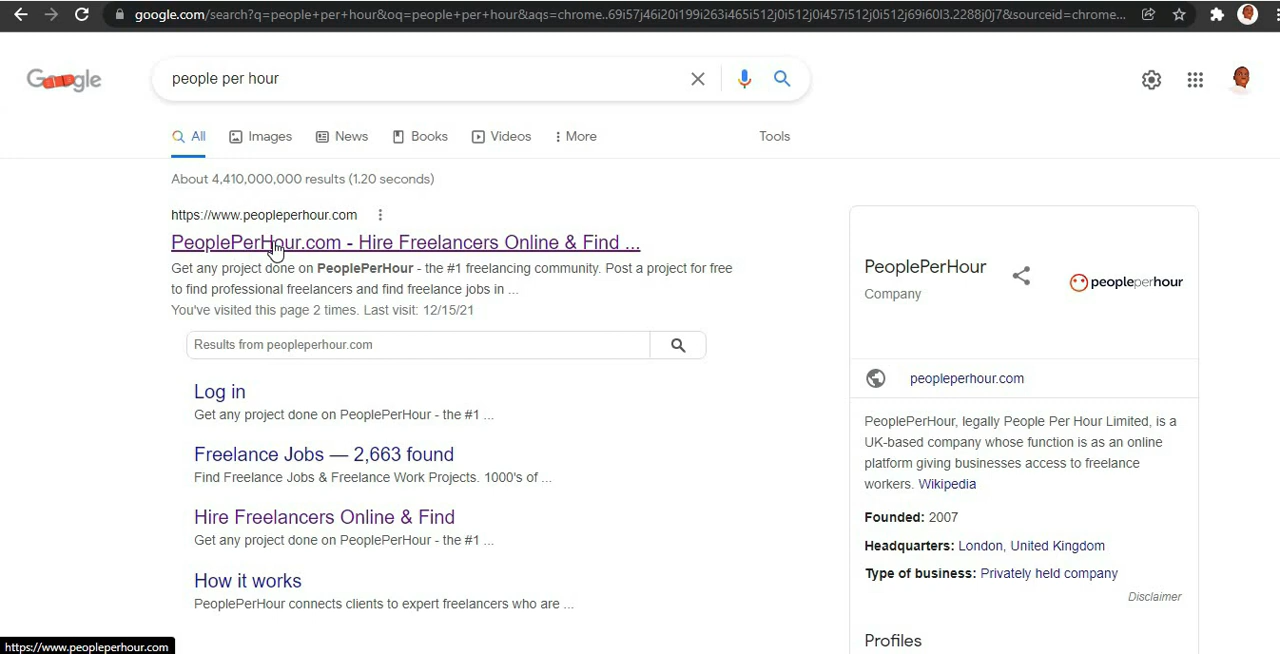 google.com/search?q=people+per+hour&oq=people+per+hour&aqs=chrome..69i57j46i20i199i263i465i512j0i512j0i457i512j0i512j69i60l3.2288j0j7&sourceid=chrome...
Google
people per hour
All
Images
News
Books
Videos
More
Tools
About 4,410,000,000 results (1.20 seconds)
https://www.peopleperhour.com
PeoplePerHour.com - Hire Freelancers Online & Find ...
Get any project done on PeoplePerHour - the #1 freelancing community. Post a project for free
to find professional freelancers and find freelance jobs in ...
You've visited this page 2 times. Last visit: 12/15/21
Results from peopleperhour.com
Log in
Get any project done on PeoplePerHour - the #1 ...
Freelance Jobs — 2,663 found
Find Freelance Jobs & Freelance Work Projects. 1000's of ...
Hire Freelancers Online & Find
Get any project done on PeoplePerHour - the #1 ...
How it works
PeoplePerHour connects clients to expert freelancers who are ...
PeoplePerHour
Company
peopleperhour
peopleperhour.com
PeoplePerHour, legally People Per Hour Limited, is a
UK-based company whose function is as an online
platform giving businesses access to freelance
workers. Wikipedia
Founded: 2007
Headquarters: London, United Kingdom
Type of business: Privately held company
Disclaimer
Profiles
https://www.peopleperhour.com